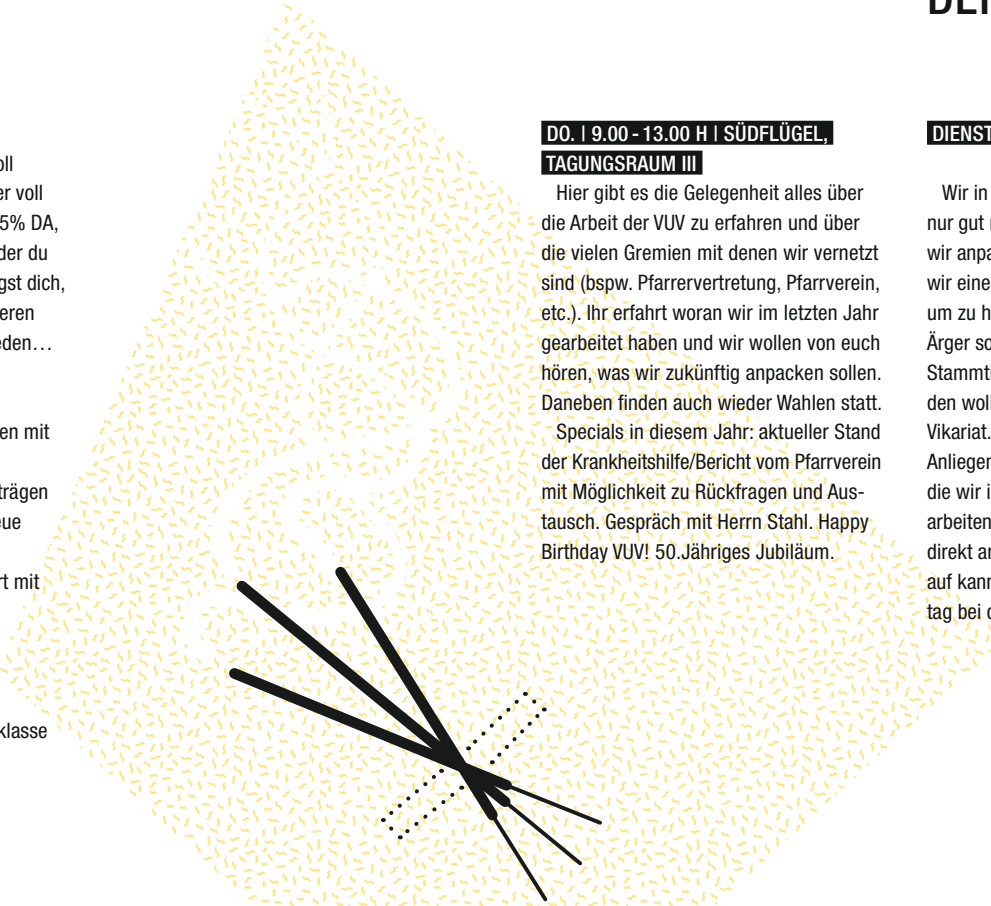 oll
er voll
5% DA,
der du
gst dich,
eren
eden…
en mit
trägen
eue
rt mit
klasse
DO. | 9.00 - 13.00 H | SÜDFLÜGEL,
TAGUNGSRAUM III
Hier gibt es die Gelegenheit alles über
die Arbeit der VUV zu erfahren und über
die vielen Gremien mit denen wir vernetzt
sind (bspw. Pfarrervertretung, Pfarrverein,
etc.). Ihr erfahrt woran wir im letzten Jahr
gearbeitet haben und wir wollen von euch
hören, was wir zukünftig anpacken sollen.
Daneben finden auch wieder Wahlen statt.
Specials in diesem Jahr: aktueller Stand
der Krankheitshilfe/Bericht vom Pfarrverein
mit Möglichkeit zu Rückfragen und Aus-
tausch. Gespräch mit Herrn Stahl. Happy
Birthday VUV! 50.Jähriges Jubiläum.
DIENST
Wir in
nur gut
wir anpa
wir eine
um zu h
Ärger so
Stammti
den woll
Vikariat.
Anliegen
die wir i
arbeiten
direkt an
auf kann
tag bei d